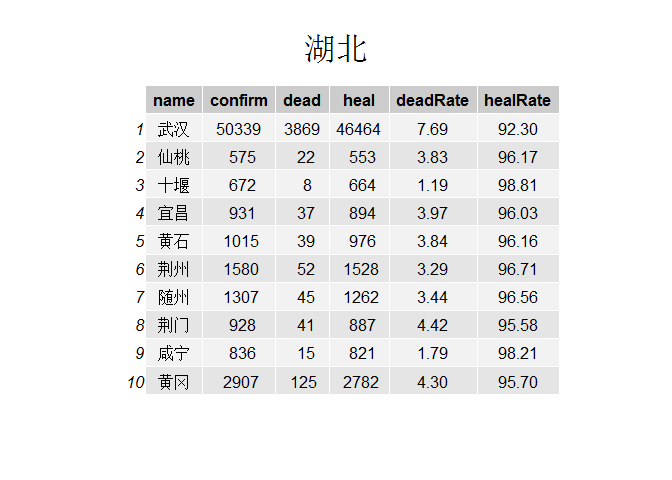 湖北
name confirm dead heal deadRate healRate
1 武汉 50339 3869 46464 7.69 92.30
2 仙桃 575 22 553 3.83 96.17
3 十堰 672 8 664 1.19 98.81
4 宜昌 931 37 894 3.97 96.03
5 黄石 1015 39 976 3.84 96.16
6 荆州 1580 52 1528 3.29 96.71
7 随州 1307 45 1262 3.44 96.56
8 荆门 928 41 887 4.42 95.58
9 咸宁 836 15 821 1.79 98.21
10 黄冈 2907 125 2782 4.30 95.70